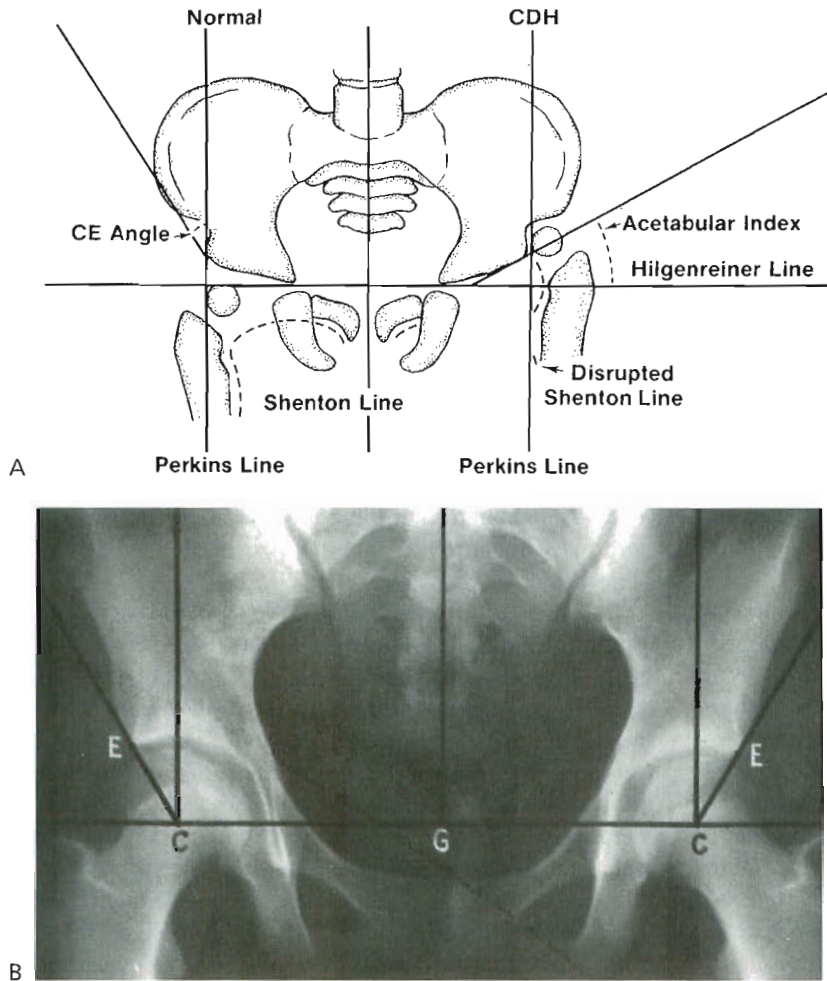 Normal
CDH
CE Angle
Acetabular Index
Hilgenreiner Line
Disrupted
Shenton Line
Shenton Line
A
Perkins Line
Perkins Line
E
E
C
G
C
B